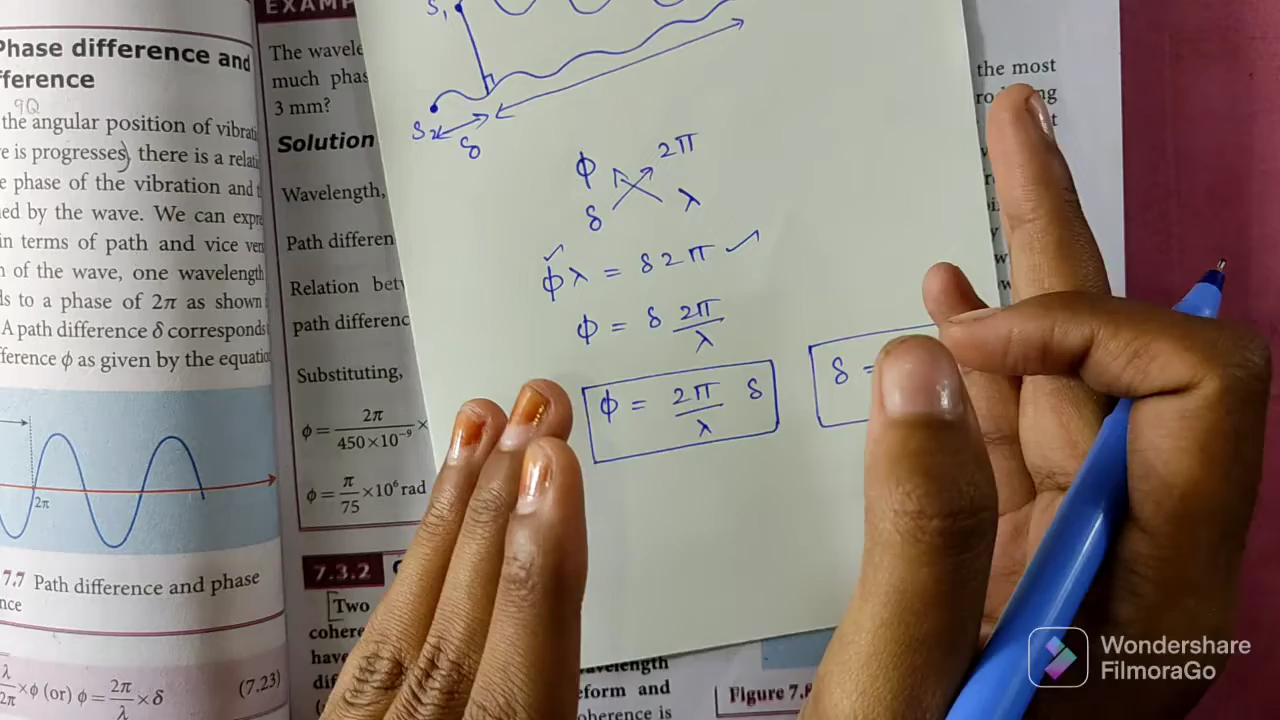 Phase difference and
fference
9Q
the angular position of vibrati
e is progresses), there is a relat
e phase of the vibration and t
ed by the wave. We can expre
in terms of path and vice ver
n of the wave, one wavelength
ds to a phase of 2π as shown
A path difference δ corresponds
fference ϕ as given by the equatio
2π
7.7 Path difference and phase
nce
λ/2π × ϕ (or) ϕ = 2π/λ × δ (7.23)
EXAMP
The wavele
much phas
3 mm?
Solution
Wavelength,
Path differen
Relation bet
path differenc
Substituting,
ϕ = 2π/450×10⁻⁹ ×
ϕ = π/75 ×10⁶ rad
7.3.2 C
Two
cohere
have
dif
S₁
S₂
δ
ϕ 2π
δ λ
ϕλ = δ 2π
ϕ = δ 2π/λ
ϕ = 2π/λ δ
δ =
the most
wavelength
eform and
oherence is
Figure 7.8
Wondershare
FilmoraGo